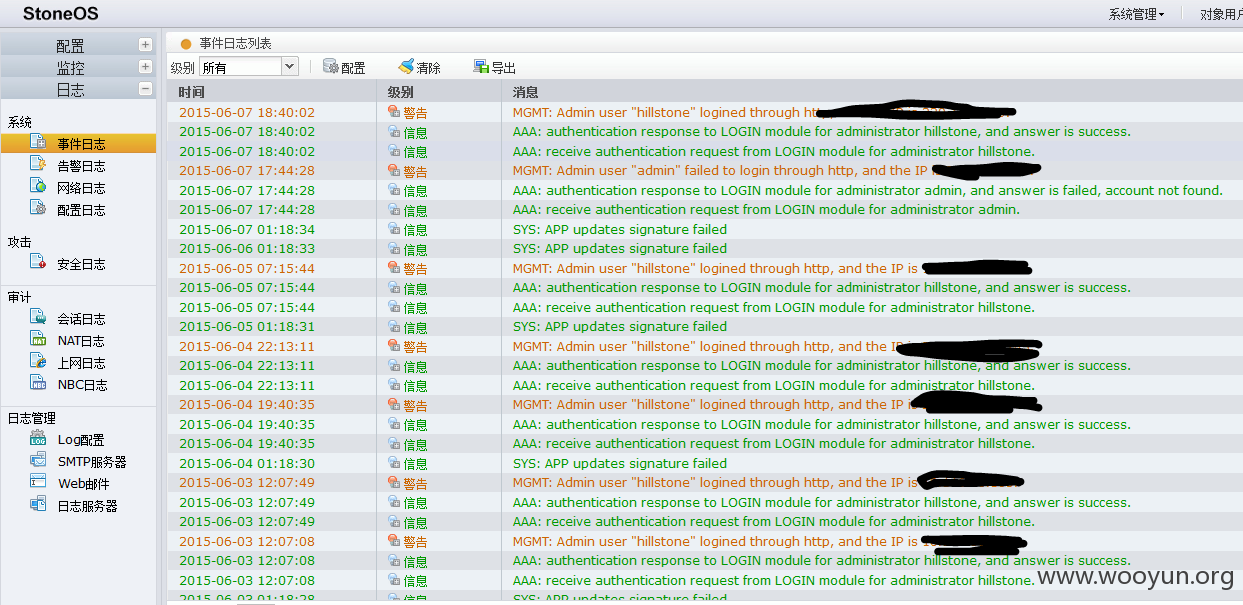 StoneOS
系统管理
对象用户
配置
监控
日志
系统
事件日志
告警日志
网络日志
配置日志
攻击
安全日志
审计
会话日志
NAT日志
上网日志
NBC日志
日志管理
Log配置
SMTP服务器
Web邮件
日志服务器
事件日志列表
级别 所有 配置 清除 导出
时间 级别 消息
2015-06-07 18:40:02 警告 MGMT: Admin user "hillstone" logined through
2015-06-07 18:40:02 信息 AAA: authentication response to LOGIN module for administrator hillstone, and answer is success.
2015-06-07 18:40:02 信息 AAA: receive authentication request from LOGIN module for administrator hillstone.
2015-06-07 17:44:28 警告 MGMT: Admin user "admin" failed to login through http, and the IP
2015-06-07 17:44:28 信息 AAA: authentication response to LOGIN module for administrator admin, and answer is failed, account not found.
2015-06-07 17:44:28 信息 AAA: receive authentication request from LOGIN module for administrator admin.
2015-06-07 01:18:34 信息 SYS: APP updates signature failed
2015-06-06 01:18:33 信息 SYS: APP updates signature failed
2015-06-05 07:15:44 警告 MGMT: Admin user "hillstone" logined through http, and the IP is
2015-06-05 07:15:44 信息 AAA: authentication response to LOGIN module for administrator hillstone, and answer is success.
2015-06-05 07:15:44 信息 AAA: receive authentication request from LOGIN module for administrator hillstone.
2015-06-05 01:18:31 信息 SYS: APP updates signature failed
2015-06-04 22:13:11 警告 MGMT: Admin user "hillstone" logined through http, and the
2015-06-04 22:13:11 信息 AAA: authentication response to LOGIN module for administrator hillstone, and answer is success.
2015-06-04 22:13:11 信息 AAA: receive authentication request from LOGIN module for administrator hillstone.
2015-06-04 19:40:35 警告 MGMT: Admin user "hillstone" logined through http, and the IP
2015-06-04 19:40:35 信息 AAA: authentication response to LOGIN module for administrator hillstone, and answer is success.
2015-06-04 19:40:35 信息 AAA: receive authentication request from LOGIN module for administrator hillstone.
2015-06-04 01:18:30 信息 SYS: APP updates signature failed
2015-06-03 12:07:49 警告 MGMT: Admin user "hillstone" logined through http, and the IP is
2015-06-03 12:07:49 信息 AAA: authentication response to LOGIN module for administrator hillstone, and answer is success.
2015-06-03 12:07:49 信息 AAA: receive authentication request from LOGIN module for administrator hillstone.
2015-06-03 12:07:08 警告 MGMT: Admin user "hillstone" logined through http, and the IP is
2015-06-03 12:07:08 信息 AAA: authentication response to LOGIN module for administrator hillstone, and answer is success.
2015-06-03 12:07:08 信息 AAA: receive authentication request from LOGIN module for administrator hillstone.
2015-06-03 01:18:28 信息 SYS: APP updates signature failed
www.wooyun.org